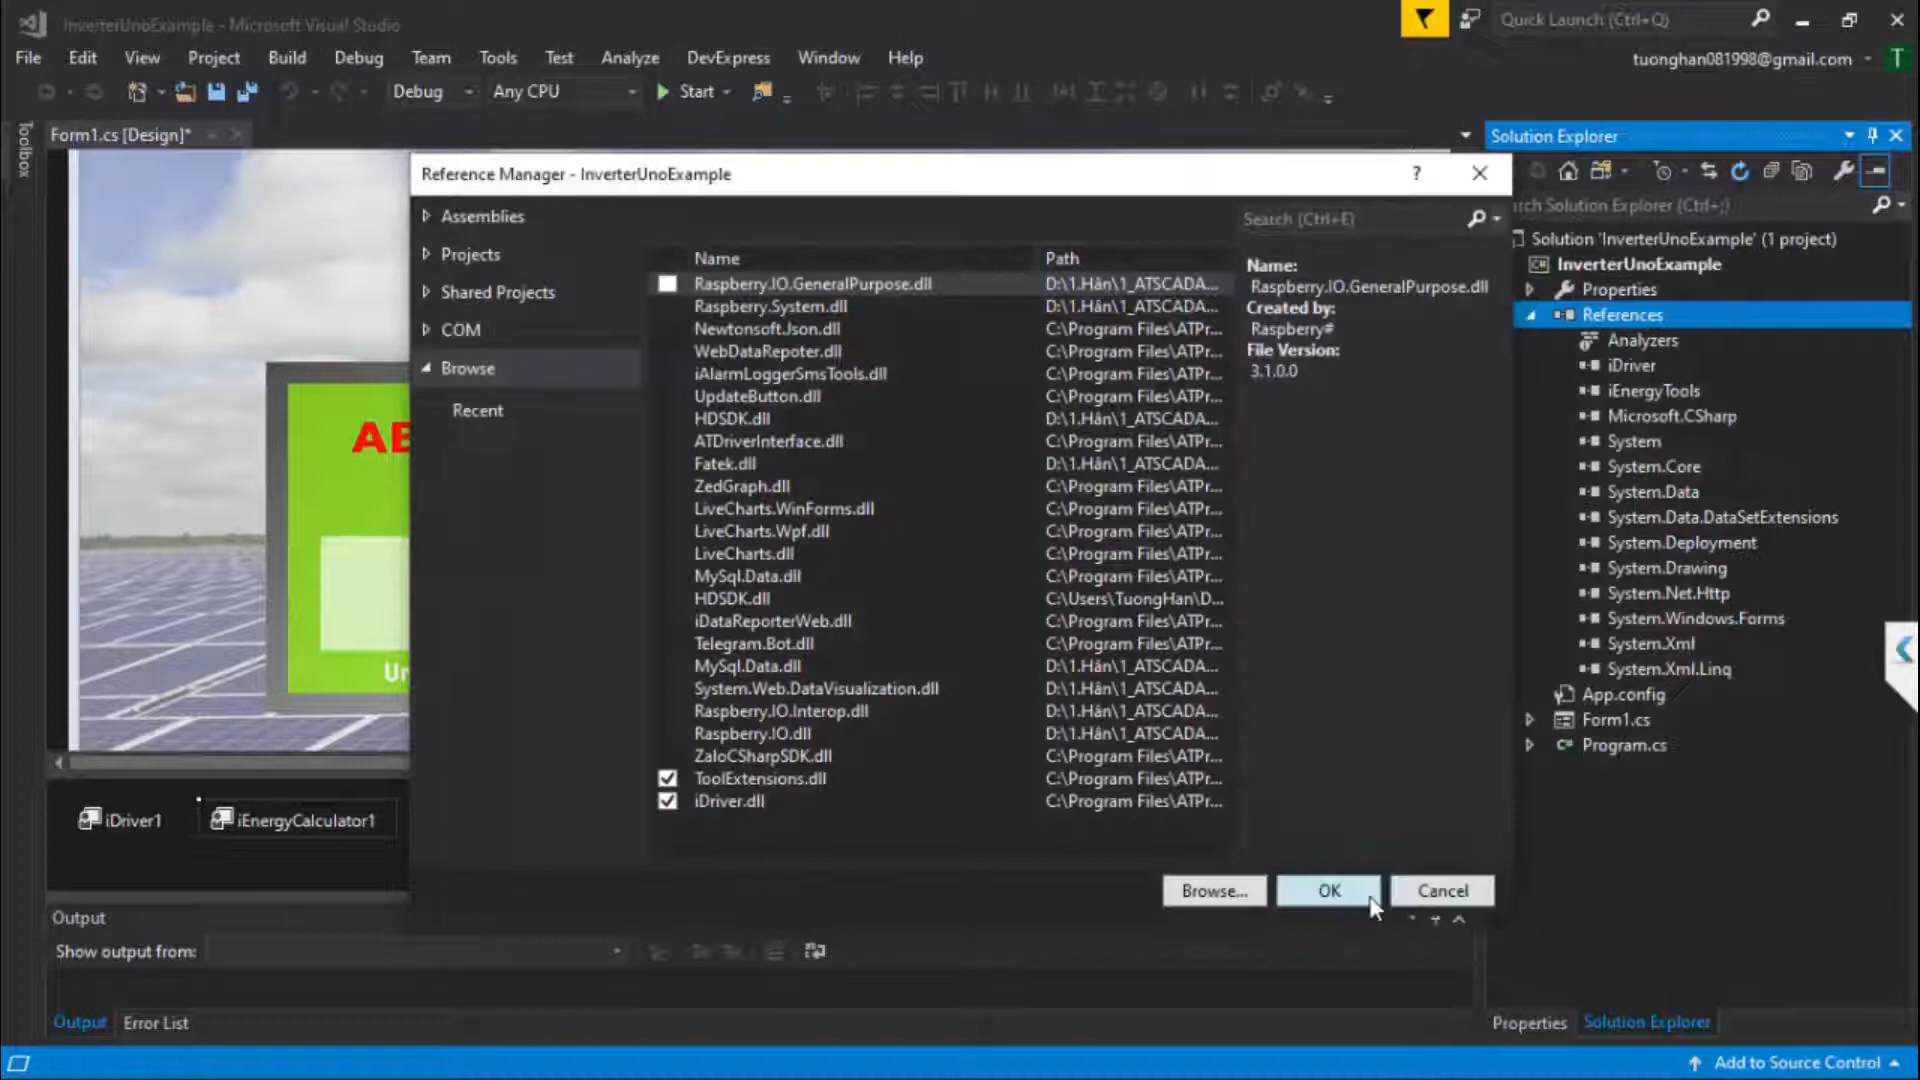 InverterUnoExample - Microsoft Visual Studio
Quick Launch (Ctrl+Q)
File Edit View Project Build Debug Team Tools Test Analyze DevExpress Window Help
tuonghan081998@gmail.com T
Debug Any CPU Start
Toolbox
Form1.cs [Design]*
Solution Explorer
Reference Manager - InverterUnoExample
?
Assemblies
Projects
Shared Projects
COM
Browse
Recent
Search (Ctrl+E)
Name Path
Raspberry.IO.GeneralPurpose.dll D:\1.Hân\1_ATSCADA...
Raspberry.System.dll D:\1.Hân\1_ATSCADA...
Newtonsoft.Json.dll C:\Program Files\ATPr...
WebDataRepoter.dll C:\Program Files\ATPr...
iAlarmLoggerSmsTools.dll C:\Program Files\ATPr...
UpdateButton.dll C:\Program Files\ATPr...
HDSDK.dll D:\1.Hân\1_ATSCADA...
ATDriverInterface.dll C:\Program Files\ATPr...
Fatek.dll D:\1.Hân\1_ATSCADA...
ZedGraph.dll C:\Program Files\ATPr...
LiveCharts.WinForms.dll C:\Program Files\ATPr...
LiveCharts.Wpf.dll C:\Program Files\ATPr...
LiveCharts.dll C:\Program Files\ATPr...
MySql.Data.dll C:\Program Files\ATPr...
HDSDK.dll C:\Users\TuongHan\D...
iDataReporterWeb.dll C:\Program Files\ATPr...
Telegram.Bot.dll C:\Program Files\ATPr...
MySql.Data.dll D:\1.Hân\1_ATSCADA...
System.Web.DataVisualization.dll D:\1.Hân\1_ATSCADA...
Raspberry.IO.Interop.dll D:\1.Hân\1_ATSCADA...
Raspberry.IO.dll D:\1.Hân\1_ATSCADA...
ZaloCSharpSDK.dll C:\Program Files\ATPr...
ToolExtensions.dll C:\Program Files\ATPr...
iDriver.dll C:\Program Files\ATPr...
Name:
Raspberry.IO.GeneralPurpose.dll
Created by:
Raspberry#
File Version:
3.1.0.0
Browse... OK Cancel
AB
Ur
iDriver1 iEnergyCalculator1
Output
Show output from:
Output Error List
Solution Explorer (Ctrl+;)
Solution 'InverterUnoExample' (1 project)
C# InverterUnoExample
Properties
References
Analyzers
iDriver
iEnergyTools
Microsoft.CSharp
System
System.Core
System.Data
System.Data.DataSetExtensions
System.Deployment
System.Drawing
System.Net.Http
System.Windows.Forms
System.Xml
System.Xml.Linq
App.config
Form1.cs
C# Program.cs
Properties Solution Explorer
Add to Source Control